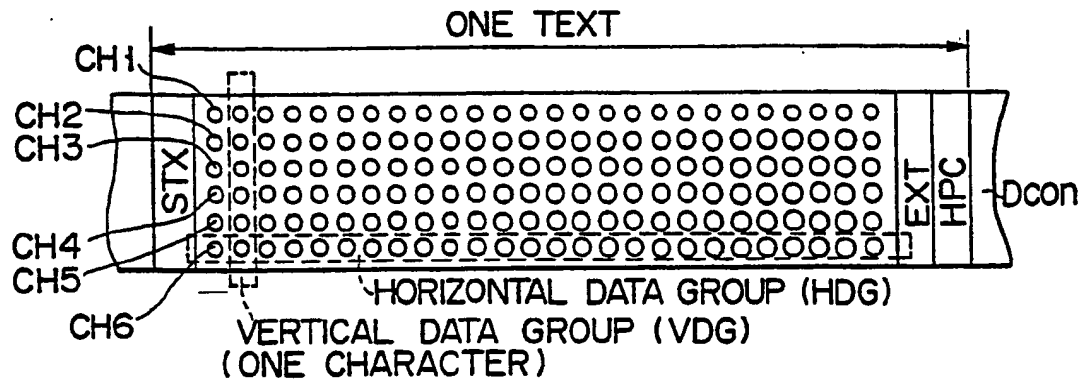 ONE TEXT
CH1
CH2
CH3
CH4
CH5
CH6
STX
EXT
HPC
Dcon
HORIZONTAL DATA GROUP (HDG)
VERTICAL DATA GROUP (VDG)
(ONE CHARACTER)